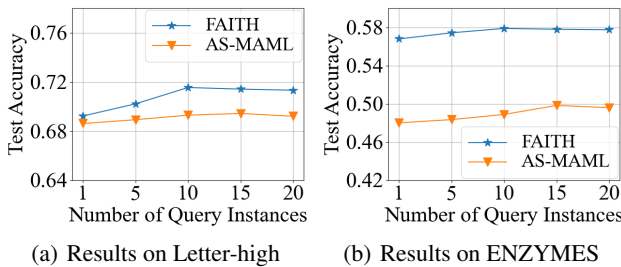 Test Accuracy
0.76
0.72
0.68
0.64
FAITH
AS-MAML
1 5 10 15 20
Number of Query Instances
(a) Results on Letter-high
Test Accuracy
0.58
0.54
0.50
0.46
0.42
FAITH
AS-MAML
1 5 10 15 20
Number of Query Instances
(b) Results on ENZYMES